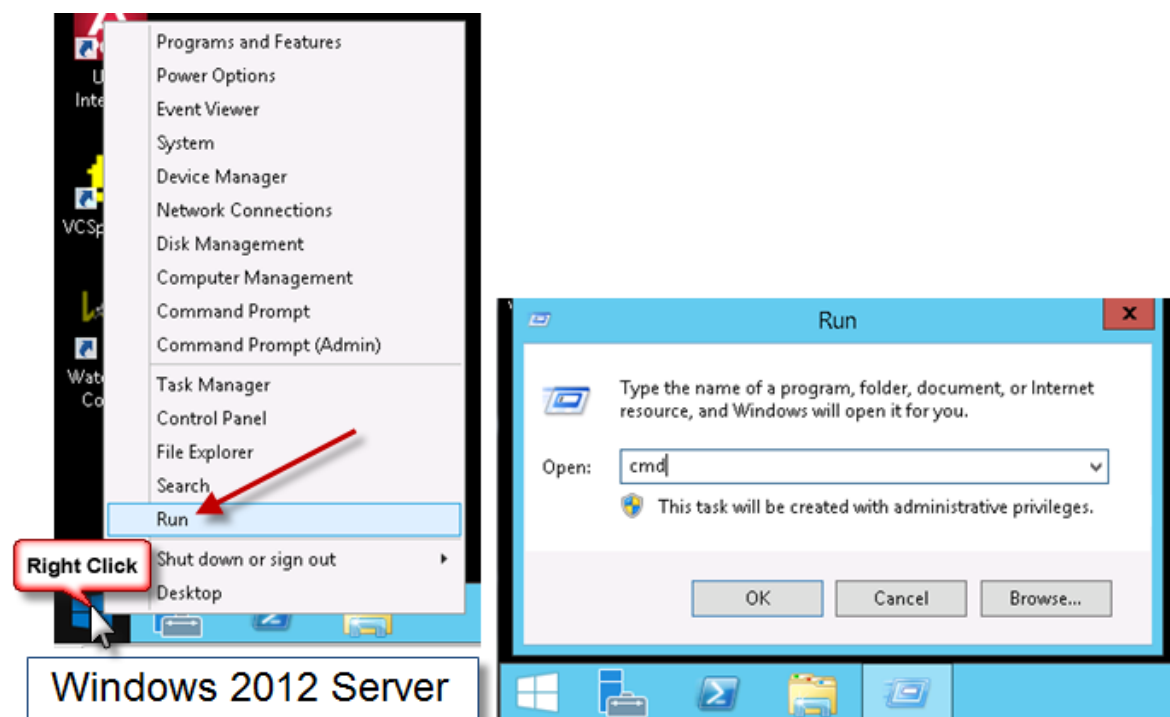 Programs and Features
Power Options
Event Viewer
System
Device Manager
Network Connections
Disk Management
Computer Management
Command Prompt
Command Prompt (Admin)
Task Manager
Control Panel
File Explorer
Search
Run
Shut down or sign out
Desktop
Right Click
Windows 2012 Server
Run
x
Type the name of a program, folder, document, or Internet
resource, and Windows will open it for you.
Open:
cmd
This task will be created with administrative privileges.
OK
Cancel
Browse...